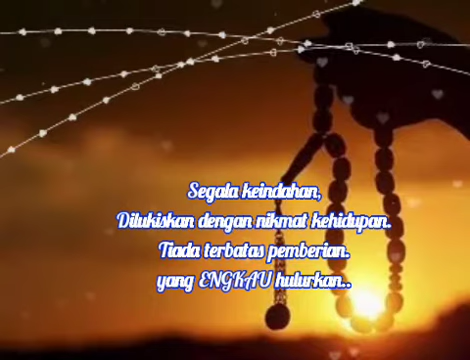 Segala keindahan,
Dilukiskan dengan nikmat kehidupan.
Tiada terbatas pemberian.
yang ENGKAU hulurkan..